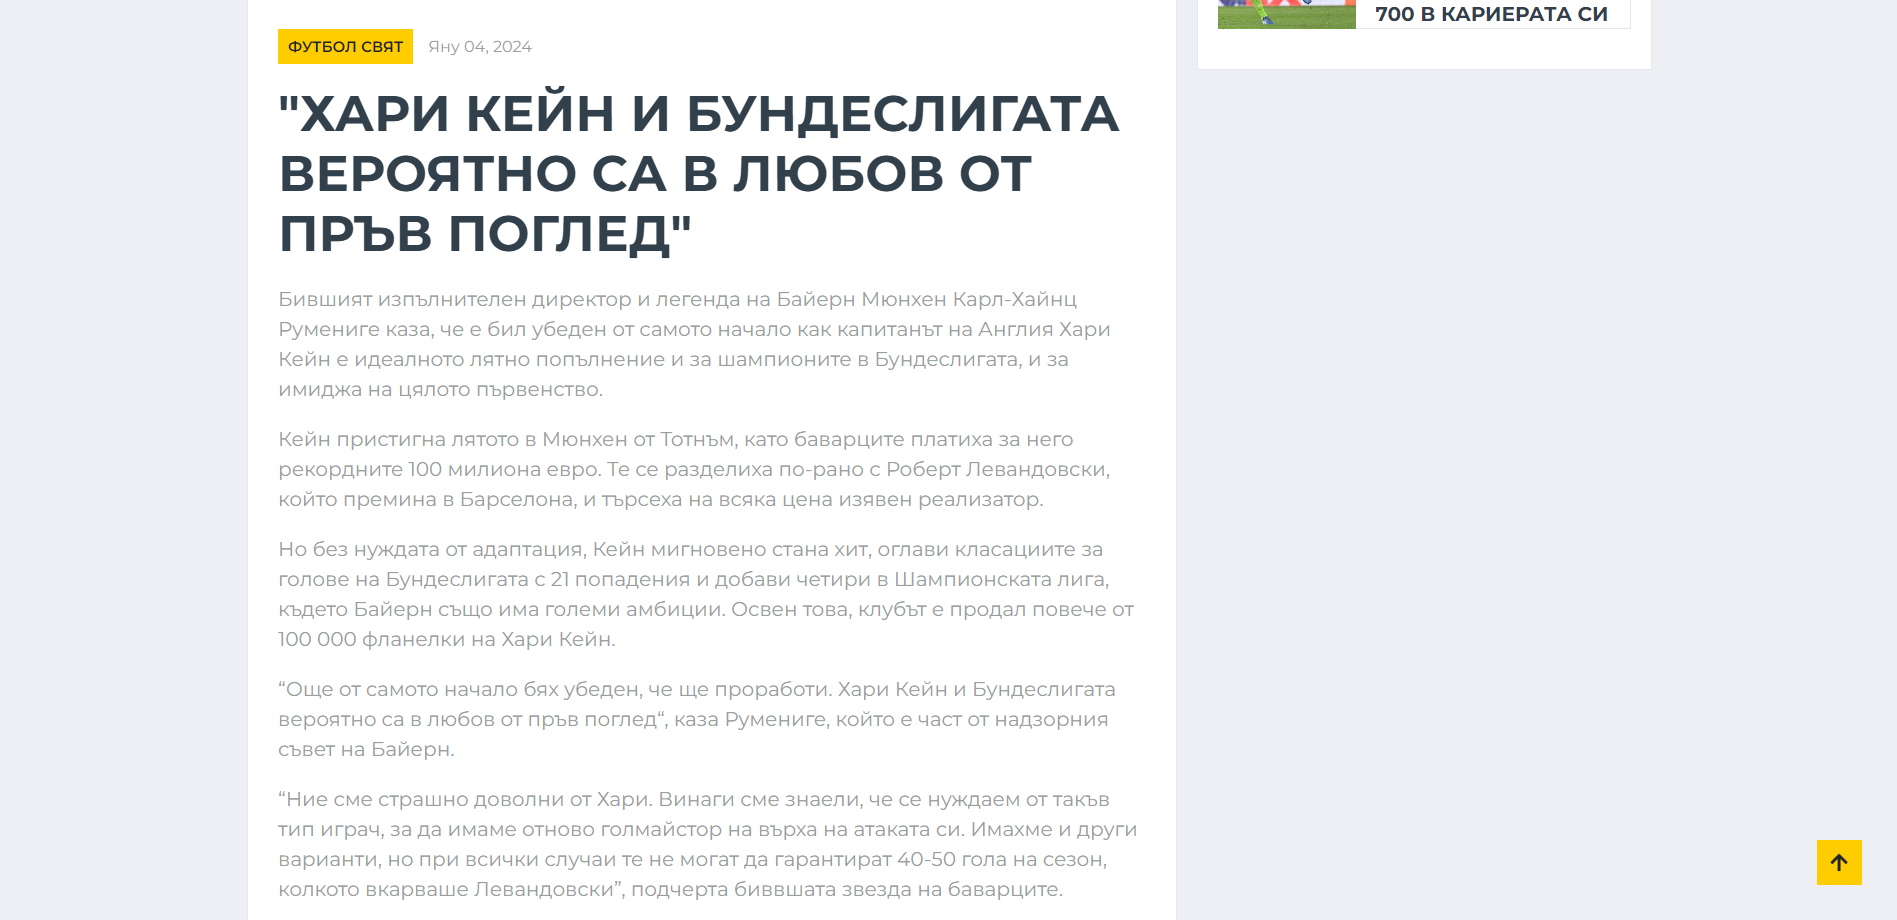 ФУТБОЛ СВЯТ
Яну 04, 2024
"ХАРИ КЕЙН И БУНДЕСЛИГАТА
ВЕРОЯТНО СА В ЛЮБОВ ОТ
ПРЪВ ПОГЛЕД"
Бившият изпълнителен директор и легенда на Байерн Мюнхен Карл-Хайнц
Румениге каза, че е бил убеден от самото начало как капитанът на Англия Хари
Кейн е идеалното лятно попълнение и за шампионите в Бундеслигата, и за
имиджа на цялото първенство.
Кейн пристигна лятото в Мюнхен от Тотнъм, като баварците платиха за него
рекордните 100 милиона евро. Те се разделиха по-рано с Роберт Левандовски,
който премина в Барселона, и търсеха на всяка цена изявен реализатор.
Но без нуждата от адаптация, Кейн мигновено стана хит, оглави класациите за
голове на Бундеслигата с 21 попадения и добави четири в Шампионската лига,
където Байерн също има големи амбиции. Освен това, клубът е продал повече от
100 000 фланелки на Хари Кейн.
“Още от самото начало бях убеден, че ще проработи. Хари Кейн и Бундеслигата
вероятно са в любов от пръв поглед“, каза Румениге, който е част от надзорния
съвет на Байерн.
“Ние сме страшно доволни от Хари. Винаги сме знаели, че се нуждаем от такъв
тип играч, за да имаме отново голмайстор на върха на атаката си. Имахме и други
варианти, но при всички случаи те не могат да гарантират 40-50 гола на сезон,
колкото вкарваше Левандовски”, подчерта биввшата звезда на баварците.
700 В КАРИЕРАТА СИ